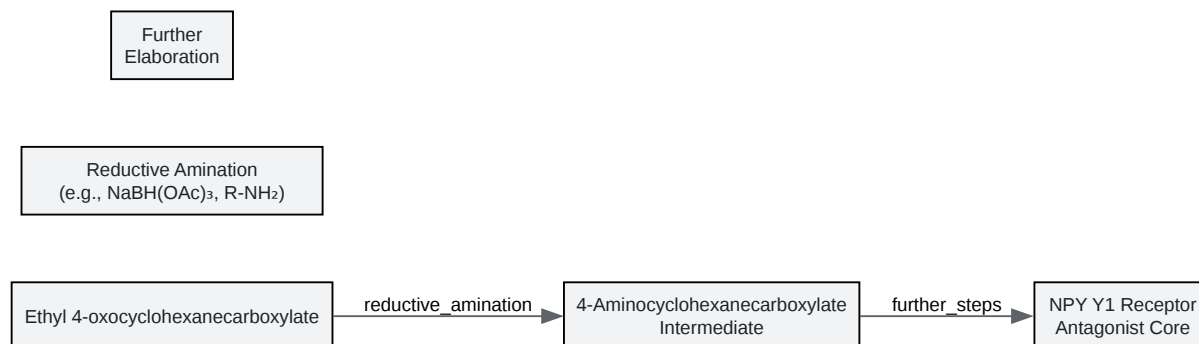 Further
Elaboration
Reductive Amination
(e.g., NaBH(OAc)₃, R-NH₂)
Ethyl 4-oxocyclohexanecarboxylate
reductive_amination
4-Aminocyclohexanecarboxylate
Intermediate
further_steps
NPY Y1 Receptor
Antagonist Core